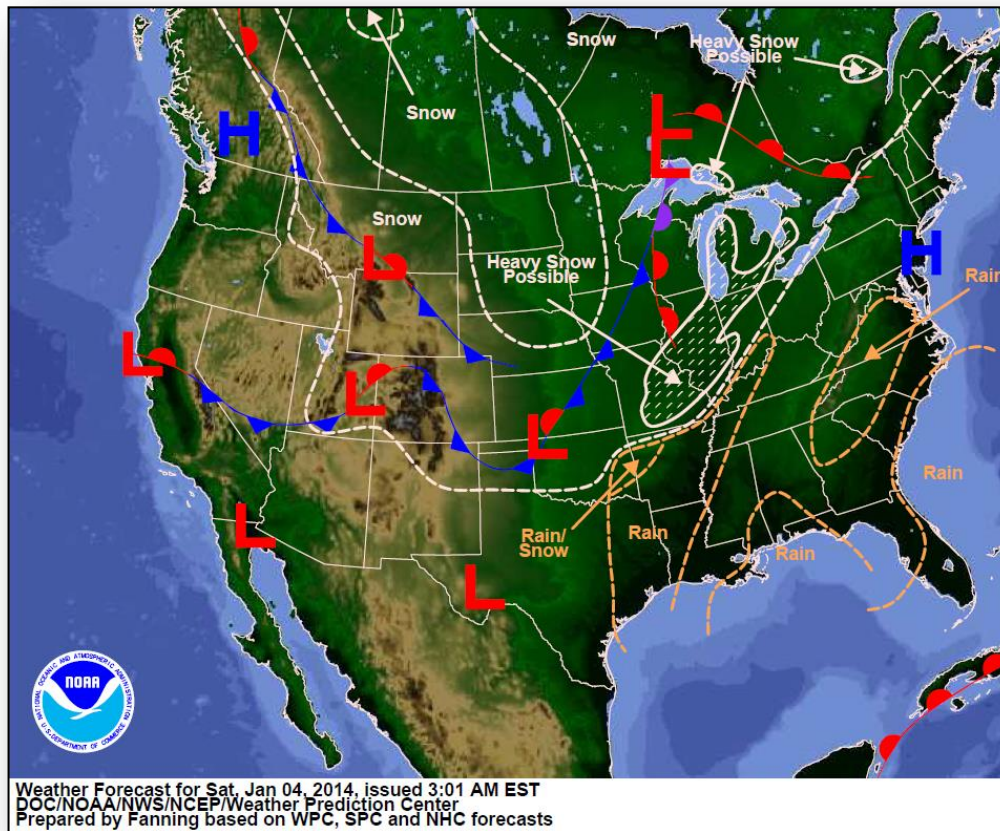 Snow
Heavy Snow
Possible
Snow
H
L
Snow
L
Heavy Snow
Possible
H
Rain
L
L
L
Rain
L
Rain/
Snow
Rain
Rain
L
NOAA
NATIONAL OCEANIC AND ATMOSPHERIC ADMINISTRATION
U.S. DEPARTMENT OF COMMERCE
Weather Forecast for Sat, Jan 04, 2014, issued 3:01 AM EST
DOC/NOAA/NWS/NCEP/Weather Prediction Center
Prepared by Fanning based on WPC, SPC and NHC forecasts